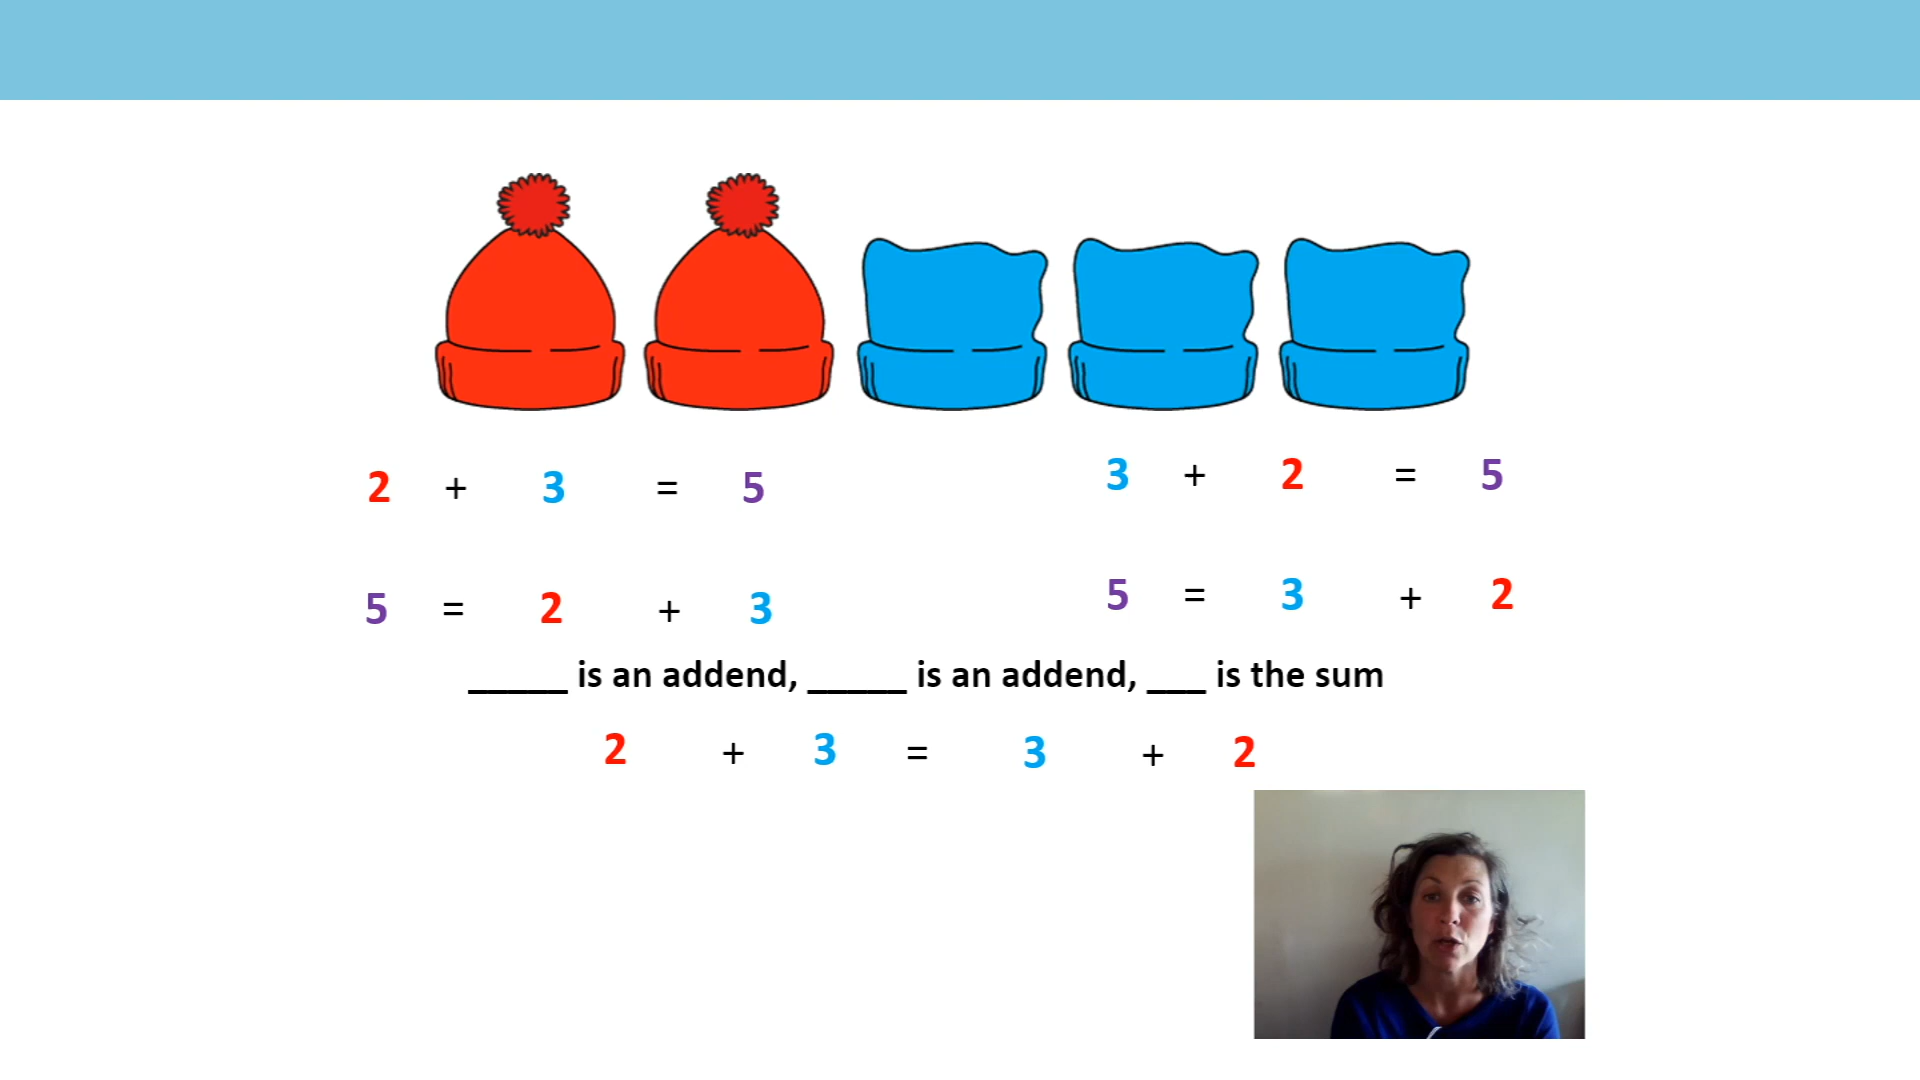 2 + 3 = 5
3 + 2 = 5
5 = 2 + 3
5 = 3 + 2
_____ is an addend, _____ is an addend, ___ is the sum
2 + 3 = 3 + 2